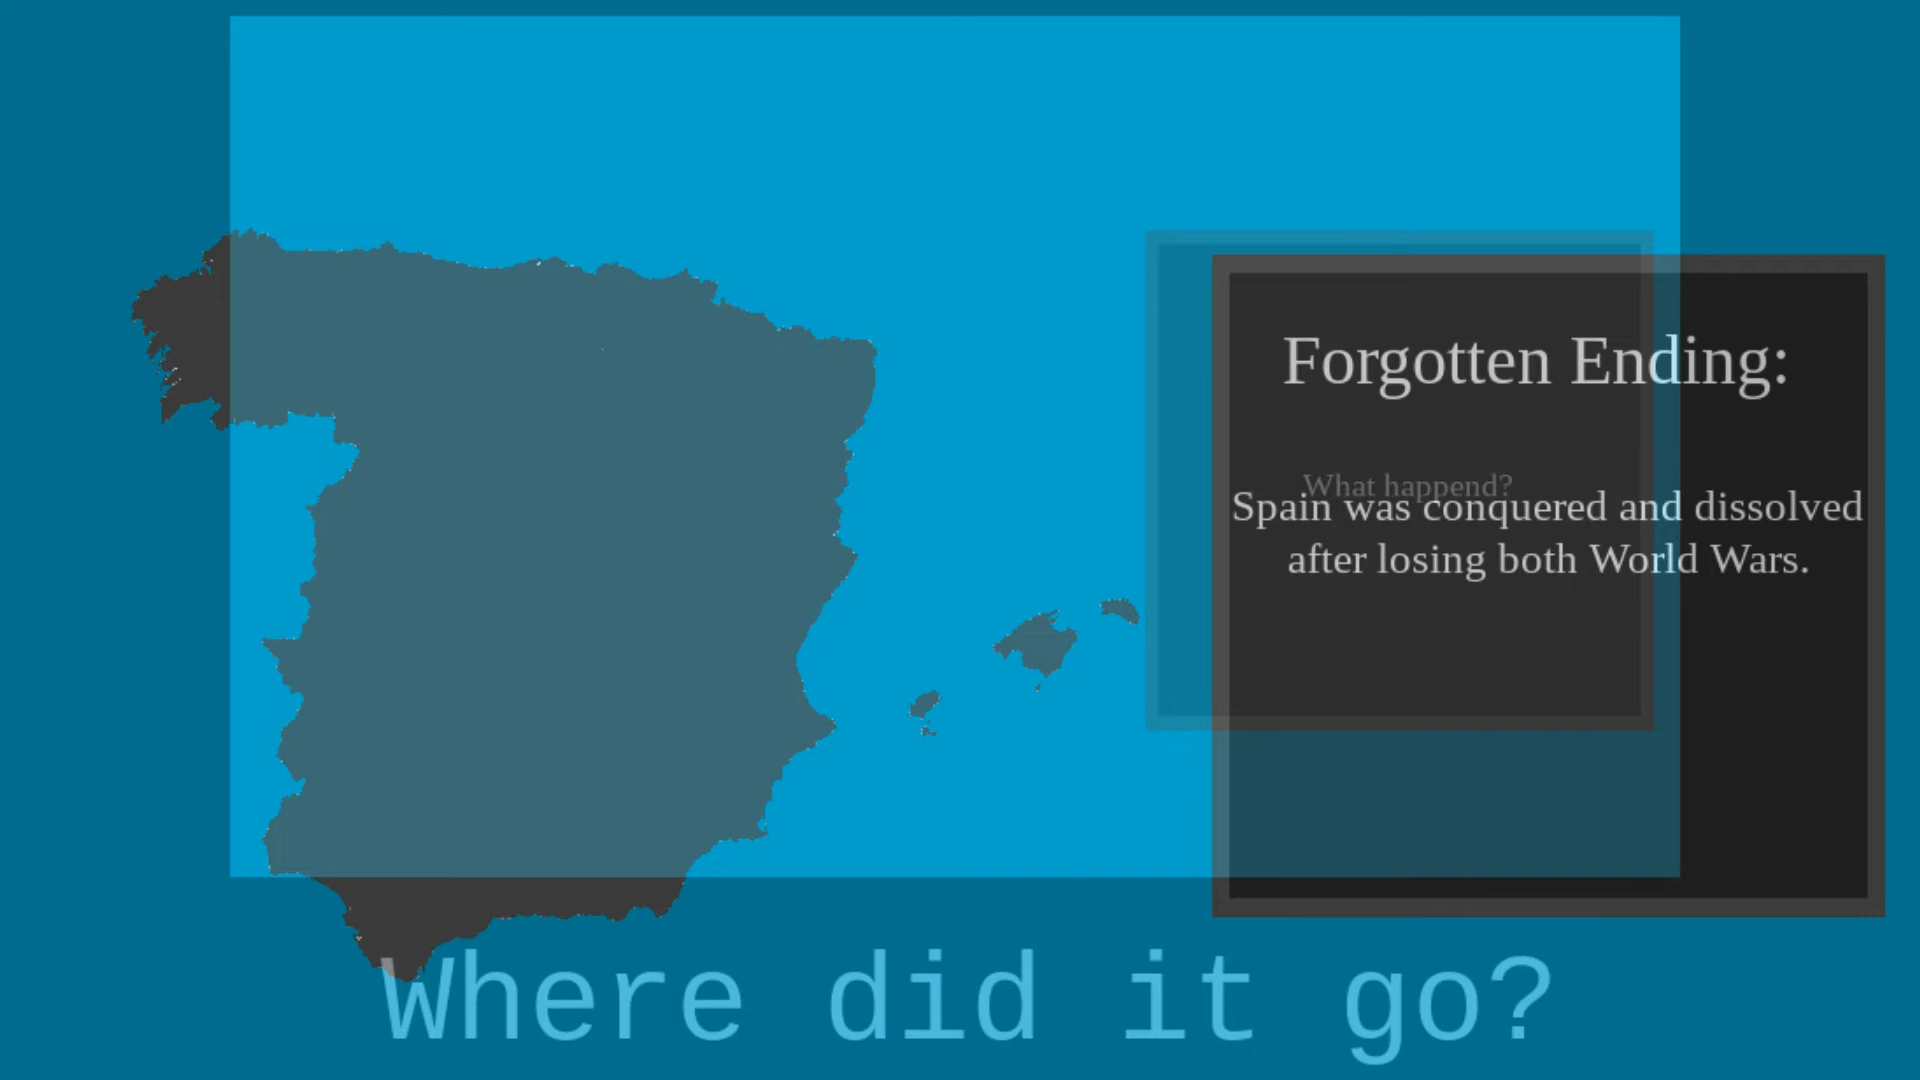 Forgotten Ending:
What happend?
Spain was conquered and dissolved
after losing both World Wars.
Where did it go?